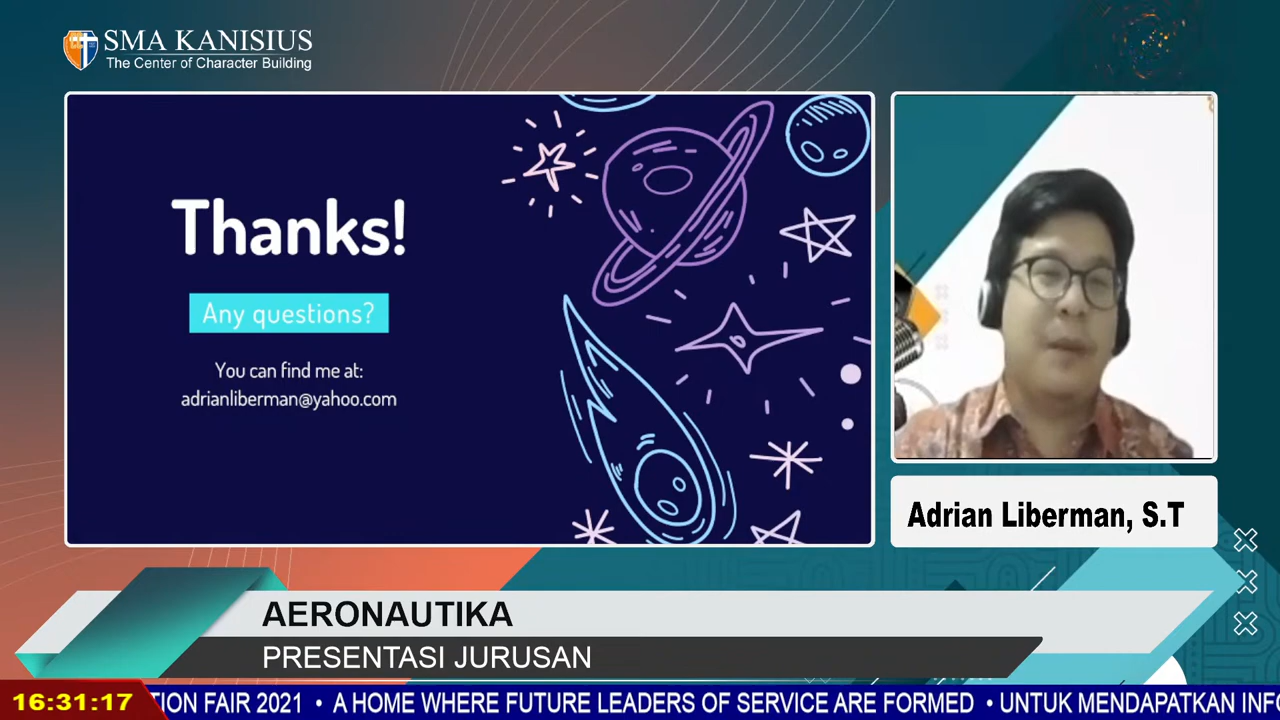 SMA KANISIUS
The Center of Character Building
Thanks!
Any questions?
You can find me at:
adrianliberman@yahoo.com
Adrian Liberman, S.T
AERONAUTIKA
PRESENTASI JURUSAN
16:31:17
FAIR 2021 • A HOME WHERE FUTURE LEADERS OF SERVICE ARE FORMED • UNTUK MENDAPATKAN